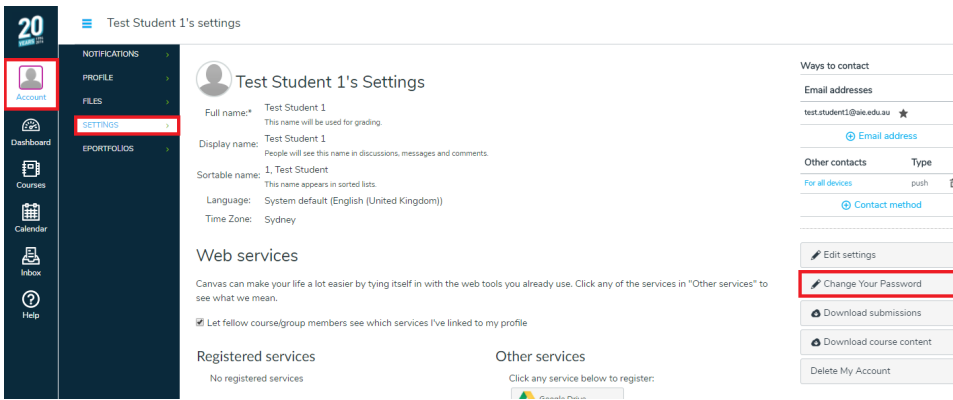 20
YEARS
Test Student 1's settings
Account
Dashboard
Courses
Calendar
Inbox
Help
NOTIFICATIONS
PROFILE
FILES
SETTINGS
EPORTFOLIOS
Test Student 1's Settings
Full name:* Test Student 1
This name will be used for grading.
Display name: Test Student 1
People will see this name in discussions, messages and comments.
Sortable name: 1, Test Student
This name appears in sorted lists.
Language: System default (English (United Kingdom))
Time Zone: Sydney
Web services
Canvas can make your life a lot easier by tying itself in with the web tools you already use. Click any of the services in "Other services" to
see what we mean.
Let fellow course/group members see which services I've linked to my profile
Registered services
No registered services
Other services
Click any service below to register:
Google Drive
Ways to contact
Email addresses
test.student1@aie.edu.au
Email address
Other contacts Type
For all devices push
Contact method
Edit settings
Change Your Password
Download submissions
Download course content
Delete My Account